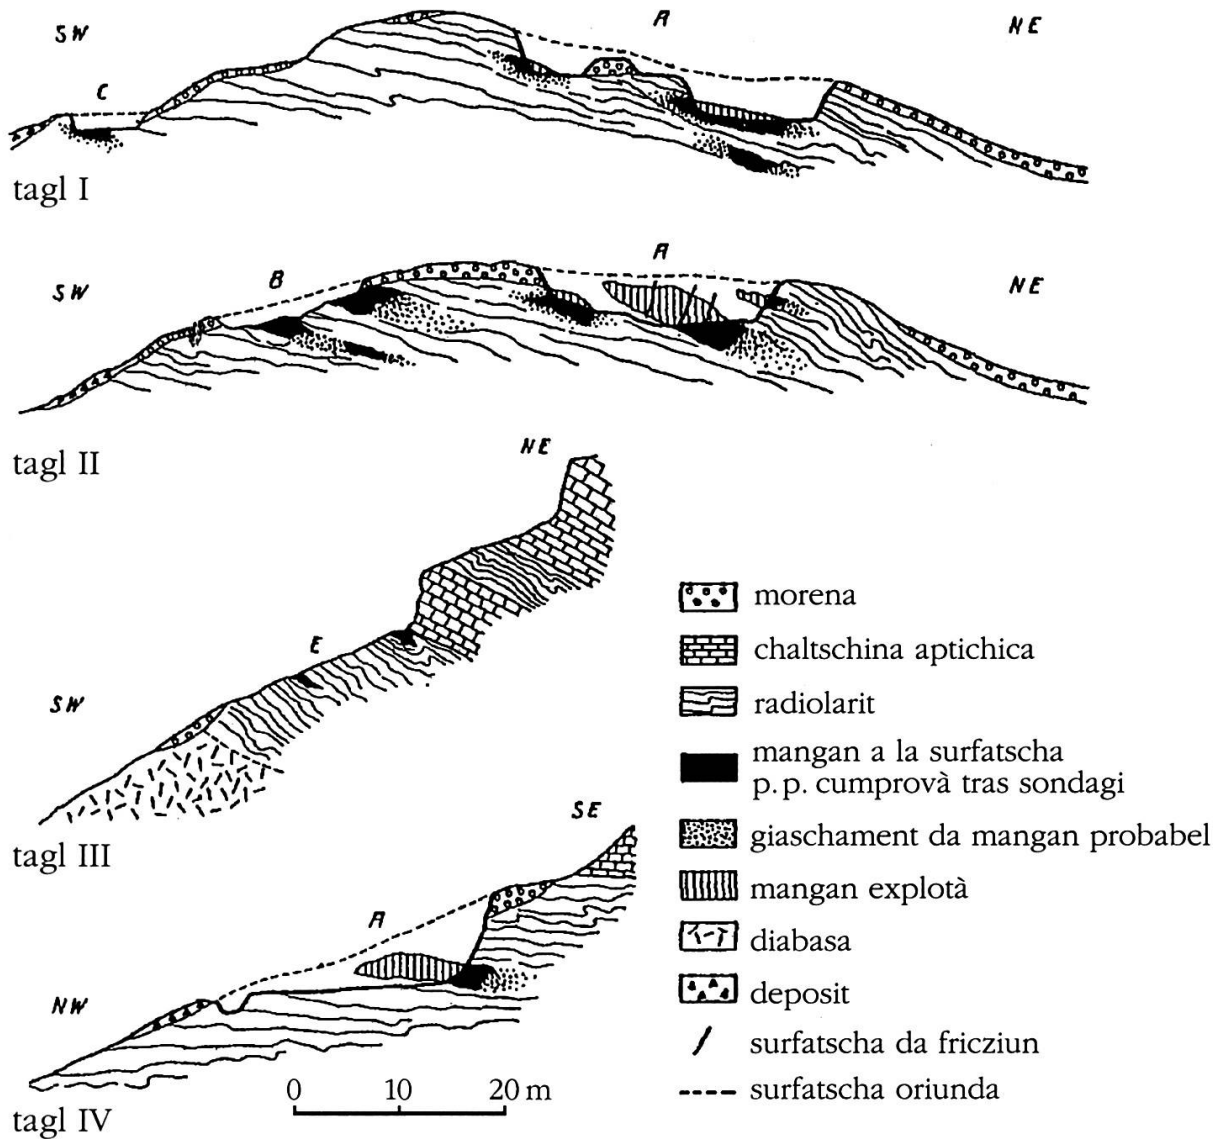 SW
A
NE
C
tagl I
SW
B
A
NE
tagl II
NE
E
SW
tagl III
SE
A
NW
tagl IV
0 10 20 m
morena
chaltschina aptichica
radiolarit
mangan a la surfatscha
p. p. cumprovà tras sondagi
giaschament da mangan probabel
mangan explotà
diabasa
deposit
surfatscha da fricziun
surfatscha oriunda